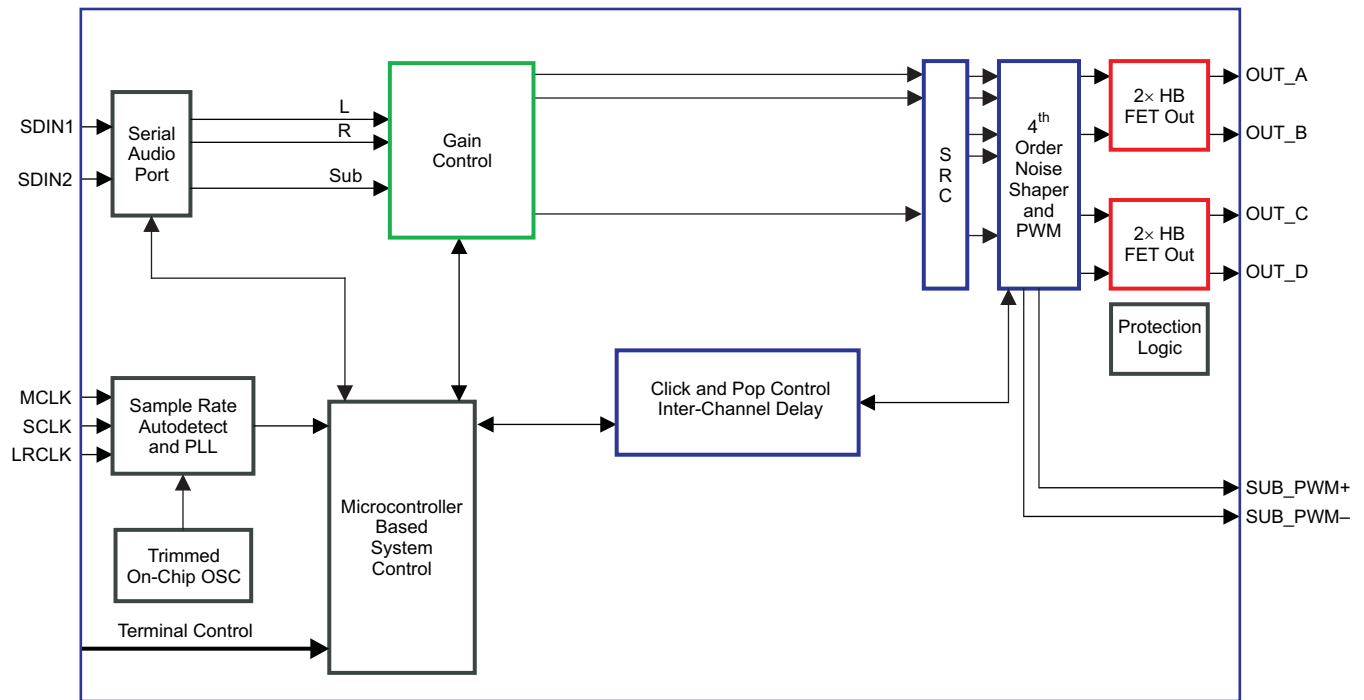 SDIN1
SDIN2
Serial
Audio
Port
L
R
Sub
Gain
Control
S
R
C
4th
Order
Noise
Shaper
and
PWM
2× HB
FET Out
OUT_A
OUT_B
2× HB
FET Out
OUT_C
OUT_D
Protection
Logic
MCLK
SCLK
LRCLK
Sample Rate
Autodetect
and PLL
Click and Pop Control
Inter-Channel Delay
Microcontroller
Based
System
Control
SUB_PWM+
SUB_PWM–
Trimmed
On-Chip OSC
Terminal Control